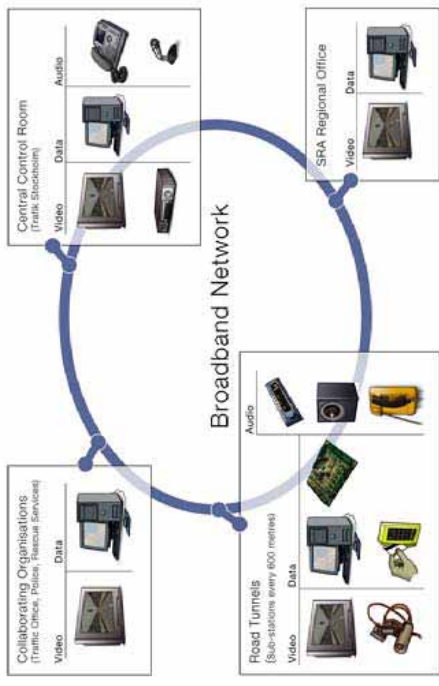 Collaborating Organisations
(Traffic Office, Police, Rescue Services)
Video Data
Central Control Room
(Trafik Stockholm)
Video Data Audio
Broadband Network
Road Tunnels
(Sub-stations every 600 metres)
Video Data Audio
SRA Regional Office
Video Data